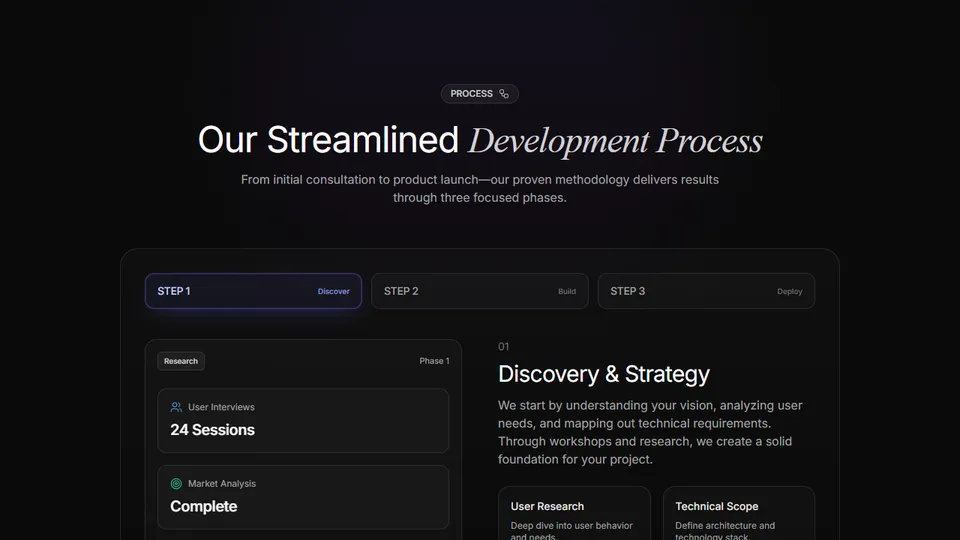 PROCESS
Our Streamlined Development Process
From initial consultation to product launch—our proven methodology delivers results
through three focused phases.
STEP 1
Discover
STEP 2
Build
STEP 3
Deploy
Research
Phase 1
User Interviews
24 Sessions
Market Analysis
Complete
01
Discovery & Strategy
We start by understanding your vision, analyzing user
needs, and mapping out technical requirements.
Through workshops and research, we create a solid
foundation for your project.
User Research
Deep dive into user behavior
and needs.
Technical Scope
Define architecture and
technology stack.